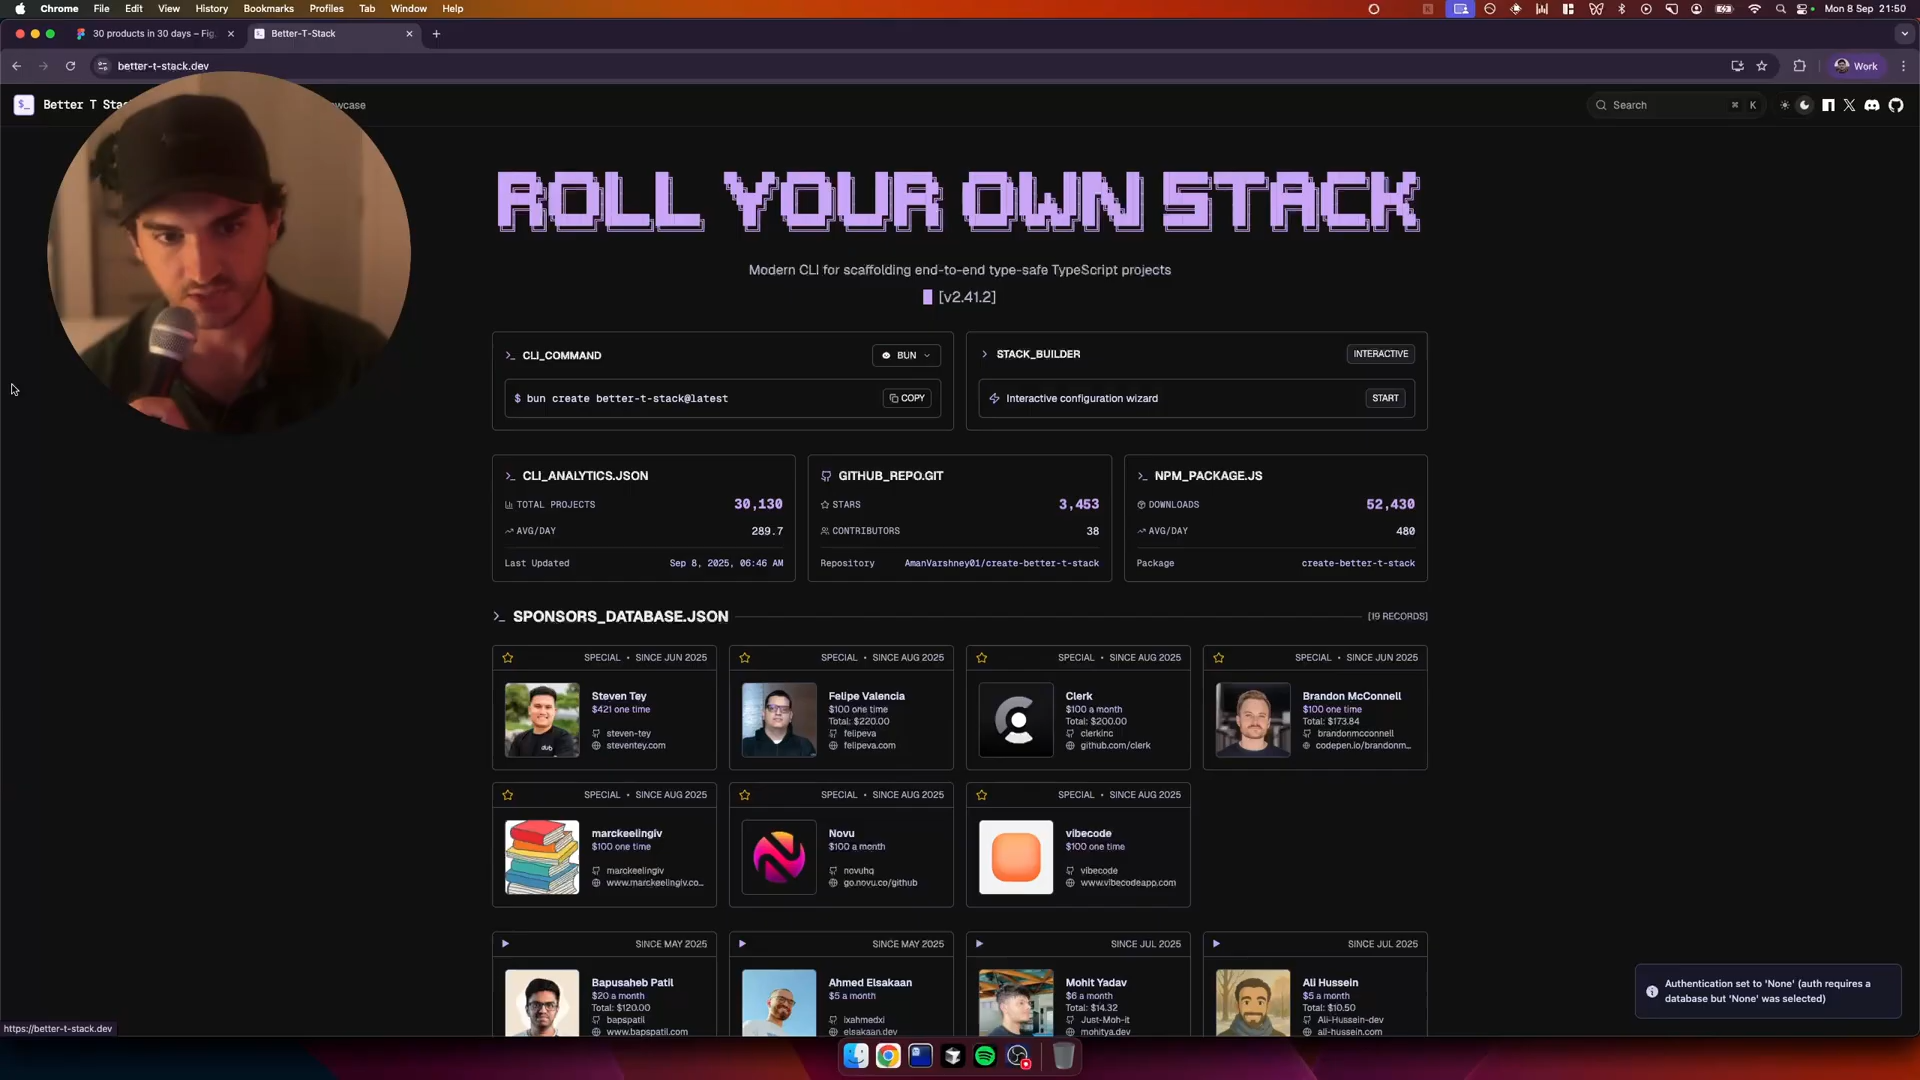 Chrome File Edit View History Bookmarks Profiles Tab Window Help Mon 8 Sep 21:50
30 products in 30 days – Fig Better-T-Stack
better-t-stack.dev Work
$_ Better T Stac wcase Search ⌘ K
ROLL YOUR OWN STACK
Modern CLI for scaffolding end-to-end type-safe TypeScript projects
[v2.41.2]
CLI_COMMAND BUN
$ bun create better-t-stack@latest COPY
STACK_BUILDER INTERACTIVE
Interactive configuration wizard START
CLI_ANALYTICS.JSON
TOTAL PROJECTS 30,130
AVG/DAY 289.7
Last Updated Sep 8, 2025, 06:46 AM
GITHUB_REPO.GIT
STARS 3,453
CONTRIBUTORS 38
Repository AmanVarshney01/create-better-t-stack
NPM_PACKAGE.JS
DOWNLOADS 52,430
AVG/DAY 480
Package create-better-t-stack
SPONSORS_DATABASE.JSON [19 RECORDS]
SPECIAL • SINCE JUN 2025
Steven Tey
$421 one time
steven-tey
steventey.com
dub
SPECIAL • SINCE AUG 2025
Felipe Valencia
$100 one time
Total: $220.00
felipeva
felipeva.com
SPECIAL • SINCE AUG 2025
Clerk
$100 a month
Total: $200.00
clerkinc
github.com/clerk
SPECIAL • SINCE JUN 2025
Brandon McConnell
$100 one time
Total: $173.84
brandonmcconnell
codepen.io/brandonm...
SPECIAL • SINCE AUG 2025
marckeelingiv
$100 one time
marckeelingiv
www.marckeelingiv.co...
SPECIAL • SINCE AUG 2025
Novu
$100 a month
novuhq
go.novu.co/github
SPECIAL • SINCE AUG 2025
vibecode
$100 one time
vibecode
www.vibecodeapp.com
SINCE MAY 2025
Bapusaheb Patil
$20 a month
Total: $120.00
bapspatil
www.bapspatil.com
SINCE MAY 2025
Ahmed Elsakaan
$5 a month
ixahmedxi
elsakaan.dev
SINCE JUL 2025
Mohit Yadav
$6 a month
Total: $14.32
Just-Moh-it
mohitya.dev
SINCE JUL 2025
Ali Hussein
$5 a month
Total: $10.50
Ali-Hussein-dev
ali-hussein.com
Authentication set to 'None' (auth requires a
database but 'None' was selected)
https://better-t-stack.dev